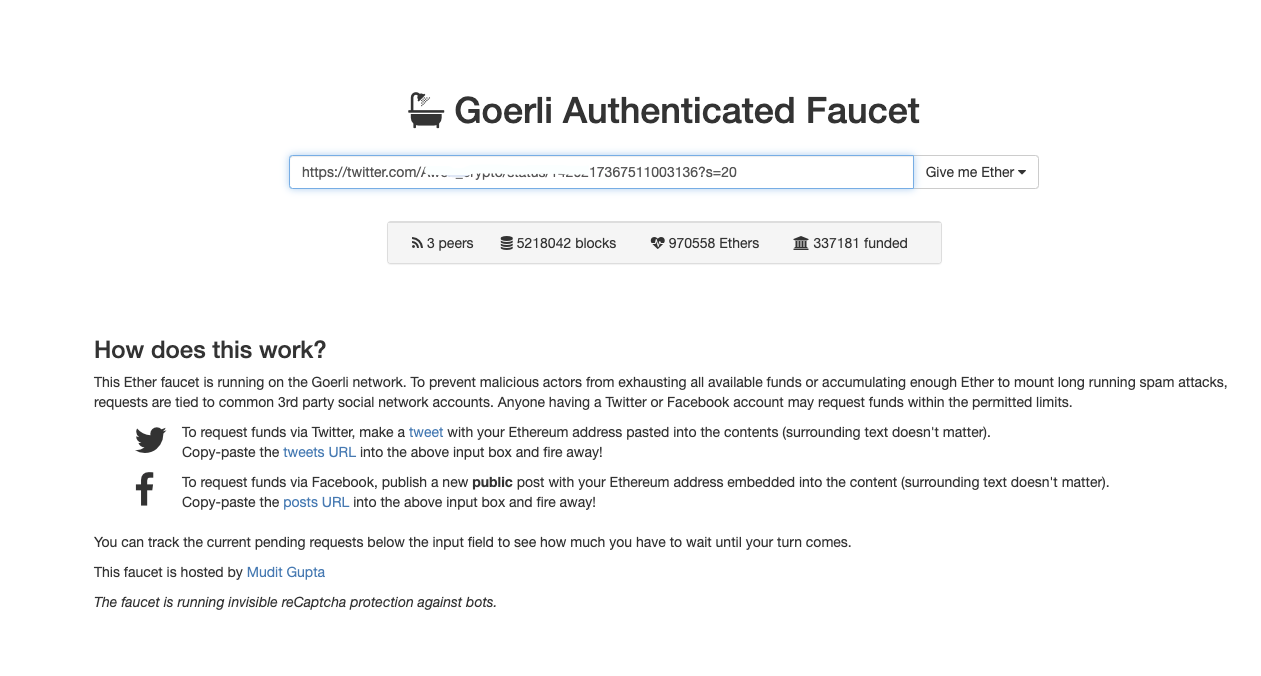 Goerli Authenticated Faucet
Give me Ether
3 peers 5218042 blocks 970558 Ethers 337181 funded
How does this work?
This Ether faucet is running on the Goerli network. To prevent malicious actors from exhausting all available funds or accumulating enough Ether to mount long running spam attacks,
requests are tied to common 3rd party social network accounts. Anyone having a Twitter or Facebook account may request funds within the permitted limits.
To request funds via Twitter, make a tweet with your Ethereum address pasted into the contents (surrounding text doesn't matter).
Copy-paste the tweets URL into the above input box and fire away!
To request funds via Facebook, publish a new public post with your Ethereum address embedded into the content (surrounding text doesn't matter).
Copy-paste the posts URL into the above input box and fire away!
You can track the current pending requests below the input field to see how much you have to wait until your turn comes.
This faucet is hosted by Mudit Gupta
The faucet is running invisible reCaptcha protection against bots.